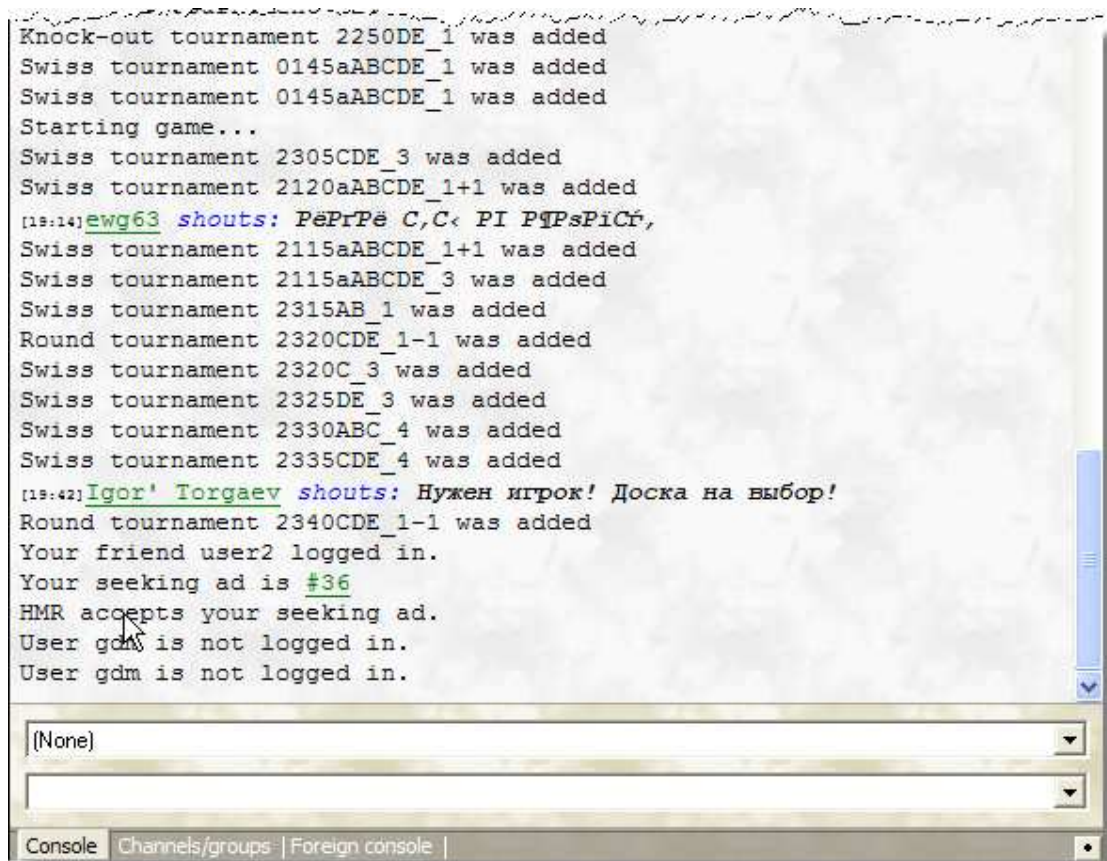 Knock-out tournament 2250DE_1 was added
Swiss tournament 0145aABCDE_1 was added
Swiss tournament 0145aABCDE_1 was added
Starting game...
Swiss tournament 2305CDE_3 was added
Swiss tournament 2120aABCDE_1+1 was added
[19:14]ewg63 shouts: РёРґРё С‚С‹ РІ Р¶РѕРїСѓ,
Swiss tournament 2115aABCDE_1+1 was added
Swiss tournament 2115aABCDE_3 was added
Swiss tournament 2315AB_1 was added
Round tournament 2320CDE_1-1 was added
Swiss tournament 2320C_3 was added
Swiss tournament 2325DE_3 was added
Swiss tournament 2330ABC_4 was added
Swiss tournament 2335CDE_4 was added
[19:42]Igor' Torgaev shouts: Нужен игрок! Доска на выбор!
Round tournament 2340CDE_1-1 was added
Your friend user2 logged in.
Your seeking ad is #36
HMR accepts your seeking ad.
User gdm is not logged in.
User gdm is not logged in.
(None)
Console Channels/groups | Foreign console |